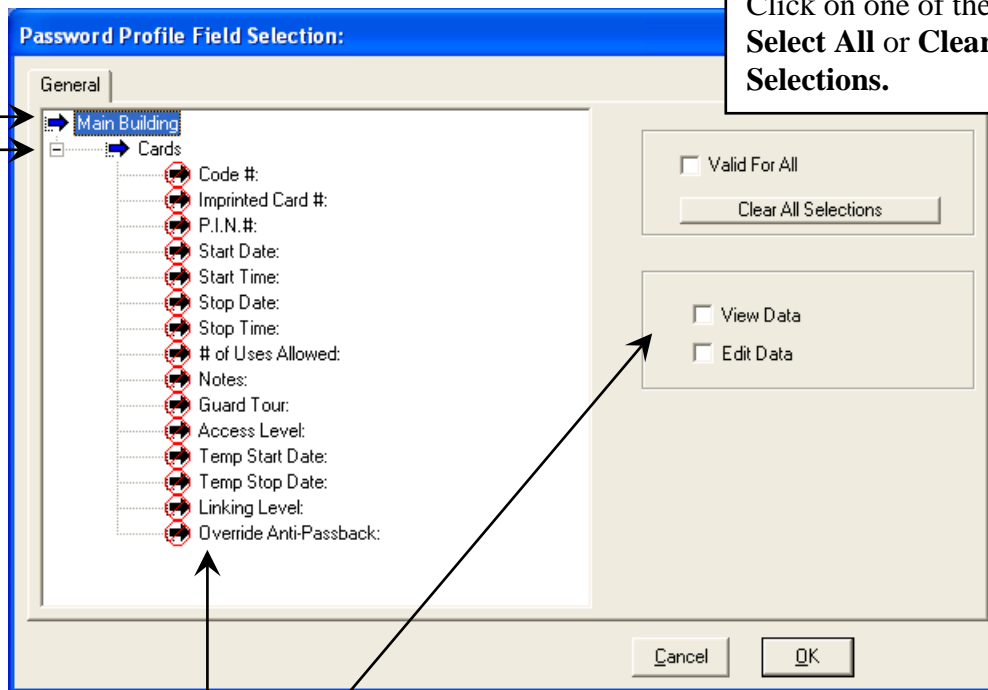 Click on one of the
Select All or Clear
Selections.
Password Profile Field Selection:
General
Main Building
Cards
Code #:
Imprinted Card #:
P.I.N.#:
Start Date:
Start Time:
Stop Date:
Stop Time:
# of Uses Allowed:
Notes:
Guard Tour:
Access Level:
Temp Start Date:
Temp Stop Date:
Linking Level:
Override Anti-Passback:
Valid For All
Clear All Selections
View Data
Edit Data
Cancel
OK